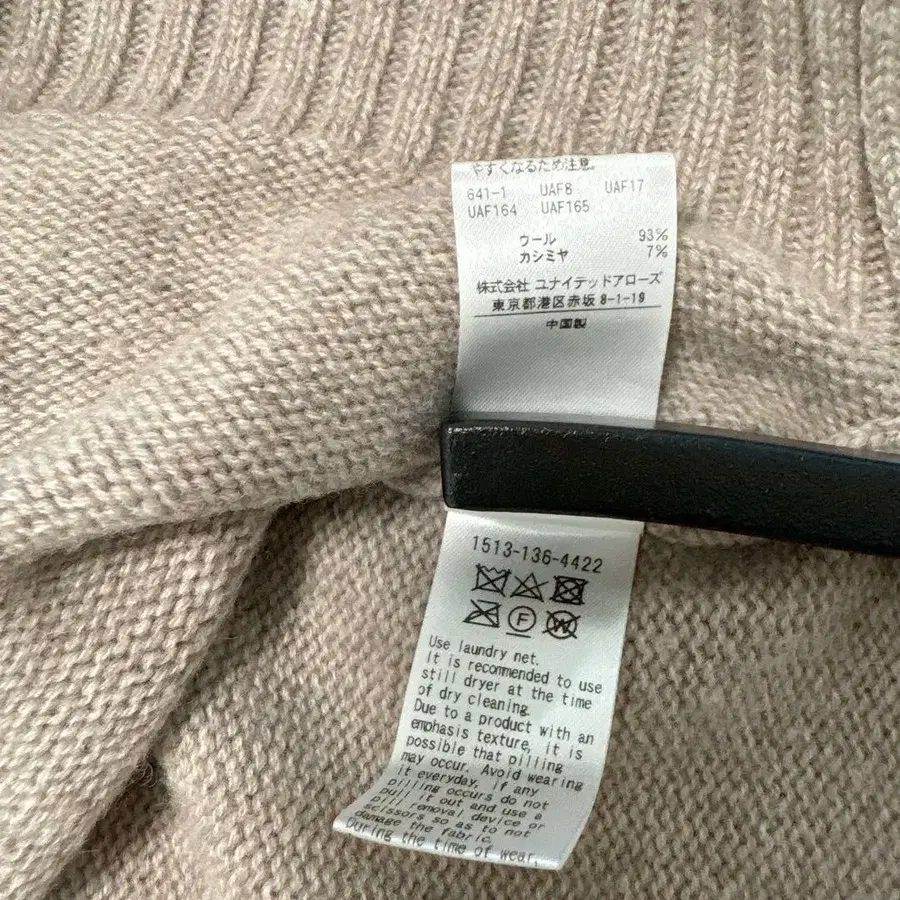 やすくなるため注意。
641-1 UAF8 UAF17
UAF164 UAF165
ウール 93%
カシミヤ 7%
株式会社 ユナイテッドアローズ
東京都港区赤坂 8-1-19
中国製
1513-136-4422
F W
Use laundry net.
It is recommended to use
still dryer at the time
of dry cleaning.
Due to a product with an
emphasis texture, it is
possible that pilling
may occur. Avoid wearing
it everyday, if any
pilling occurs do not
pull it out and use a
pill removal device or
scissors so as to not
damage the fabric.
During the time of wear,